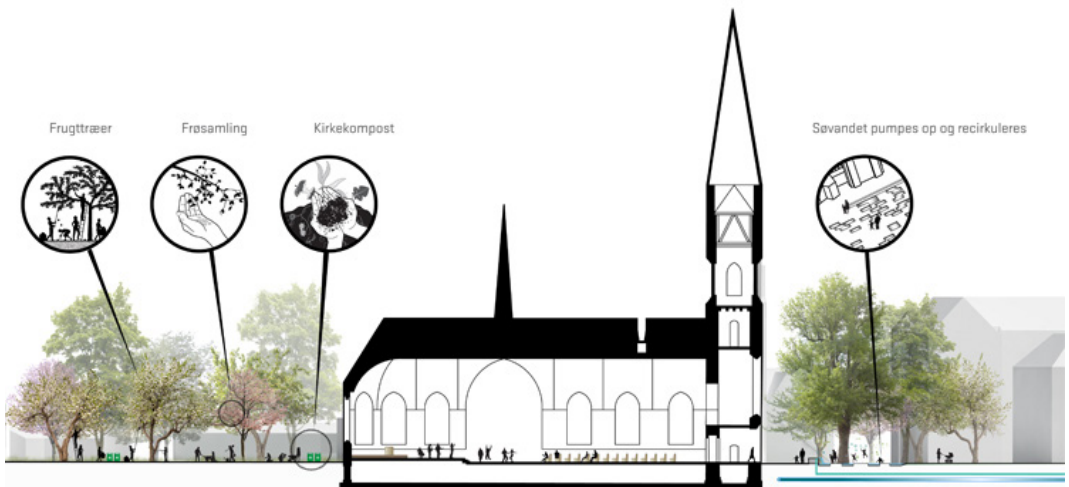 Frugttræer
Frøsamling
Kirkekompost
Søvandet pumpes op og recirkuleres